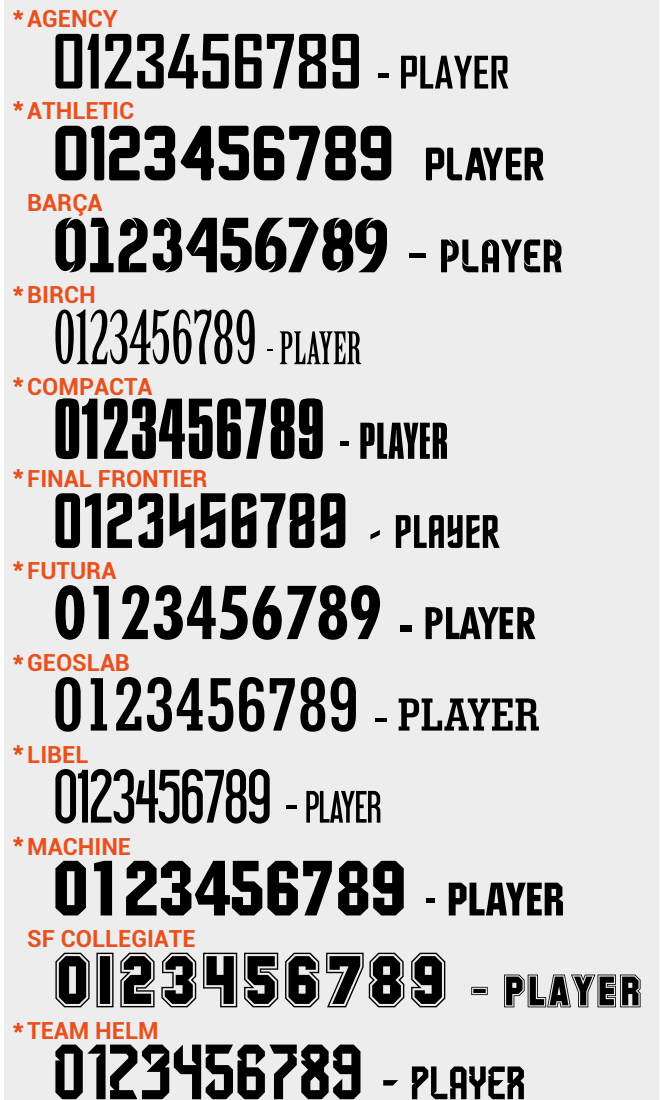 *AGENCY
0123456789 - PLAYER
*ATHLETIC
0123456789 PLAYER
BARÇA
0123456789 - PLAYER
*BIRCH
0123456789 - PLAYER
*COMPACTA
0123456789 - PLAYER
*FINAL FRONTIER
0123456789 - PLAYER
*FUTURA
0123456789 - PLAYER
*GEOSLAB
0123456789 - PLAYER
*LIBEL
0123456789 - PLAYER
*MACHINE
0123456789 - PLAYER
SF COLLEGIATE
0123456789 - PLAYER
*TEAM HELM
0123456789 - PLAYER